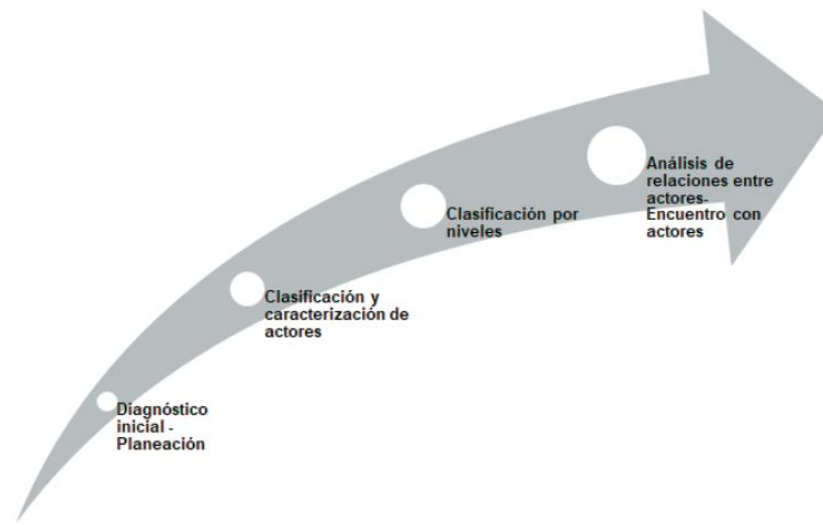 Diagnóstico
inicial -
Planeación
Clasificación y
caracterización de
actores
Clasificación por
niveles
Análisis de
relaciones entre
actores-
Encuentro con
actores